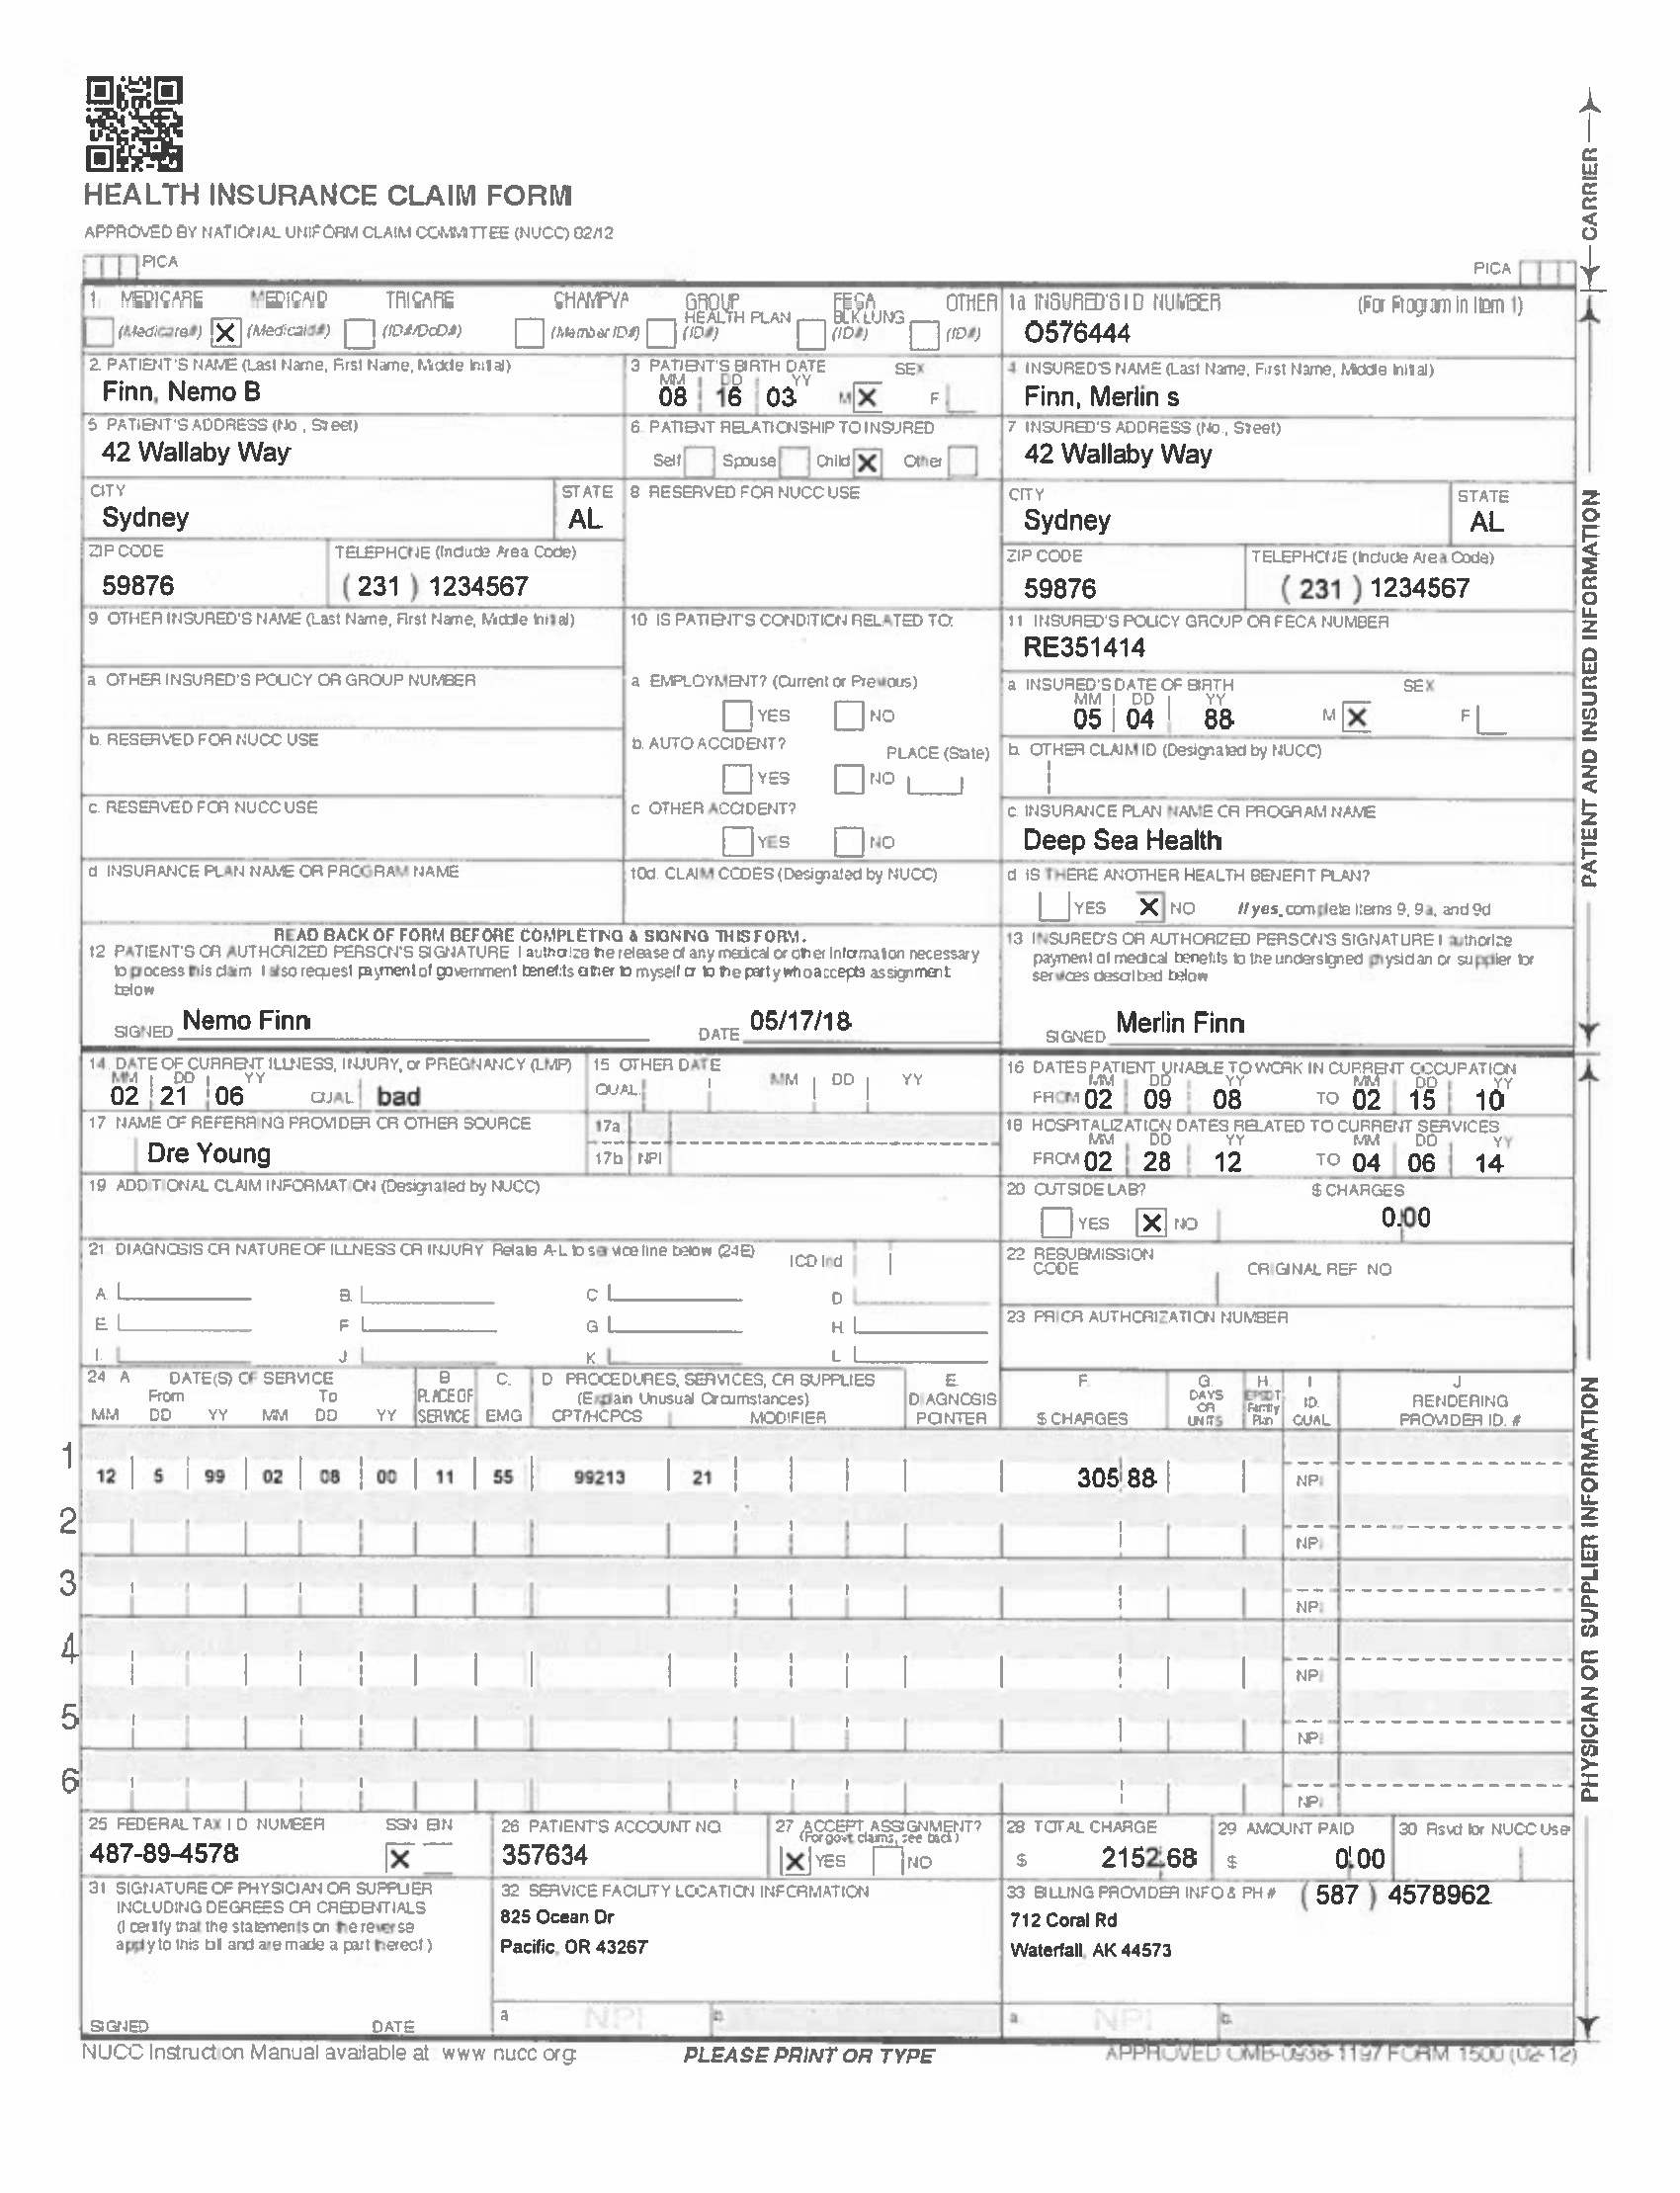 HEALTH INSURANCE CLAIM FORM
APPROVED BY NATIONAL UNIFORM CLAIM COMMITTEE (NUCC) 02/12
PICA
PICA
CARRIER
1. MEDICARE MEDICAID TRICARE CHAMPVA GROUP HEALTH PLAN FECA BLK LUNG OTHER
(Medicare#) X (Medicaid#) (ID#/DoD#) (Member ID#) (ID#) (ID#) (ID#)
1a INSURED'S I D NUMBER (For Program in Item 1)
O576444
2. PATIENT'S NAME (Last Name, First Name, Middle Initial)
Finn, Nemo B
3 PATIENT'S BIRTH DATE SEX
MM DD YY
08 16 03 M X F
4 INSURED'S NAME (Last Name, First Name, Middle Initial)
Finn, Merlin s
5 PATIENT'S ADDRESS (No., Street)
42 Wallaby Way
6. PATIENT RELATIONSHIP TO INSURED
Self Spouse Child X Other
7 INSURED'S ADDRESS (No., Street)
42 Wallaby Way
CITY STATE
Sydney AL
8 RESERVED FOR NUCC USE
CITY STATE
Sydney AL
ZIP CODE TELEPHONE (Include Area Code)
59876 ( 231 ) 1234567
ZIP CODE TELEPHONE (Include Area Code)
59876 ( 231 ) 1234567
9 OTHER INSURED'S NAME (Last Name, First Name, Middle Initial)
10 IS PATIENT'S CONDITION RELATED TO:
11 INSURED'S POLICY GROUP OR FECA NUMBER
RE351414
a OTHER INSURED'S POLICY OR GROUP NUMBER
a EMPLOYMENT? (Current or Previous)
YES NO
a INSURED'S DATE OF BIRTH SEX
MM DD YY
05 04 88 M X F
b. RESERVED FOR NUCC USE
b. AUTO ACCIDENT? PLACE (State)
YES NO
b. OTHER CLAIM ID (Designated by NUCC)
c. RESERVED FOR NUCC USE
c OTHER ACCIDENT?
YES NO
c. INSURANCE PLAN NAME OR PROGRAM NAME
Deep Sea Health
d INSURANCE PLAN NAME OR PROGRAM NAME
10d. CLAIM CODES (Designated by NUCC)
d IS THERE ANOTHER HEALTH BENEFIT PLAN?
YES X NO If yes, complete items 9, 9a, and 9d
READ BACK OF FORM BEFORE COMPLETING & SIGNING THIS FORM.
12 PATIENT'S OR AUTHORIZED PERSON'S SIGNATURE I authorize the release of any medical or other information necessary
to process this claim I also request payment of government benefits either to myself or to the party who accepts assignment
below
SIGNED Nemo Finn DATE 05/17/18
13 INSURED'S OR AUTHORIZED PERSON'S SIGNATURE I authorize
payment of medical benefits to the undersigned physician or supplier for
services described below
SIGNED Merlin Finn
PATIENT AND INSURED INFORMATION
14. DATE OF CURRENT ILLNESS, INJURY, or PREGNANCY (LMP)
MM DD YY
02 21 06 QUAL bad
15 OTHER DATE
QUAL MM DD YY
16 DATES PATIENT UNABLE TO WORK IN CURRENT OCCUPATION
MM DD YY MM DD YY
FROM 02 09 08 TO 02 15 10
17 NAME OF REFERRING PROVIDER OR OTHER SOURCE
Dre Young
17a
17b NPI
18 HOSPITALIZATION DATES RELATED TO CURRENT SERVICES
MM DD YY MM DD YY
FROM 02 28 12 TO 04 06 14
19 ADDITIONAL CLAIM INFORMATION (Designated by NUCC)
20 OUTSIDE LAB? $ CHARGES
YES X NO 0.00
21. DIAGNOSIS OR NATURE OF ILLNESS OR INJURY Relate A-L to service line below (24E) ICD Ind
A. B. C D
E. F G H.
I. J K L
22 RESUBMISSION
CODE ORIGINAL REF NO
23 PRIOR AUTHORIZATION NUMBER
24 A DATE(S) OF SERVICE B C. D PROCEDURES, SERVICES, OR SUPPLIES E. F. G. H. I J
From To PLACE OF (Explain Unusual Circumstances) DIAGNOSIS DAYS OR EPSDT Family ID. RENDERING
MM DD YY MM DD YY SERVICE EMG CPT/HCPCS MODIFIER POINTER $ CHARGES UNITS Plan QUAL PROVIDER ID. #
1
12 5 99 02 08 00 11 55 99213 21 305 88 NPI
2
NPI
3
NPI
4
NPI
5
NPI
6
NPI
25 FEDERAL TAX I D NUMBER SSN EIN
487-89-4578 X
26 PATIENT'S ACCOUNT NO.
357634
27 ACCEPT ASSIGNMENT?
(For govt. claims, see back)
X YES NO
28 TOTAL CHARGE
$ 2152 68
29 AMOUNT PAID
$ 0.00
30 Rsvd for NUCC Use
31 SIGNATURE OF PHYSICIAN OR SUPPLIER
INCLUDING DEGREES OR CREDENTIALS
(I certify that the statements on the reverse
apply to this bill and are made a part thereof)
SIGNED DATE
32 SERVICE FACILITY LOCATION INFORMATION
825 Ocean Dr
Pacific, OR 43267
a NPI b.
33 BILLING PROVIDER INFO & PH # ( 587 ) 4578962
712 Coral Rd
Waterfall, AK 44573
a. NPI b.
PHYSICIAN OR SUPPLIER INFORMATION
NUCC Instruction Manual available at: www nucc org
PLEASE PRINT OR TYPE
APPROVED OMB-0938-1197 FORM 1500 (02-12)